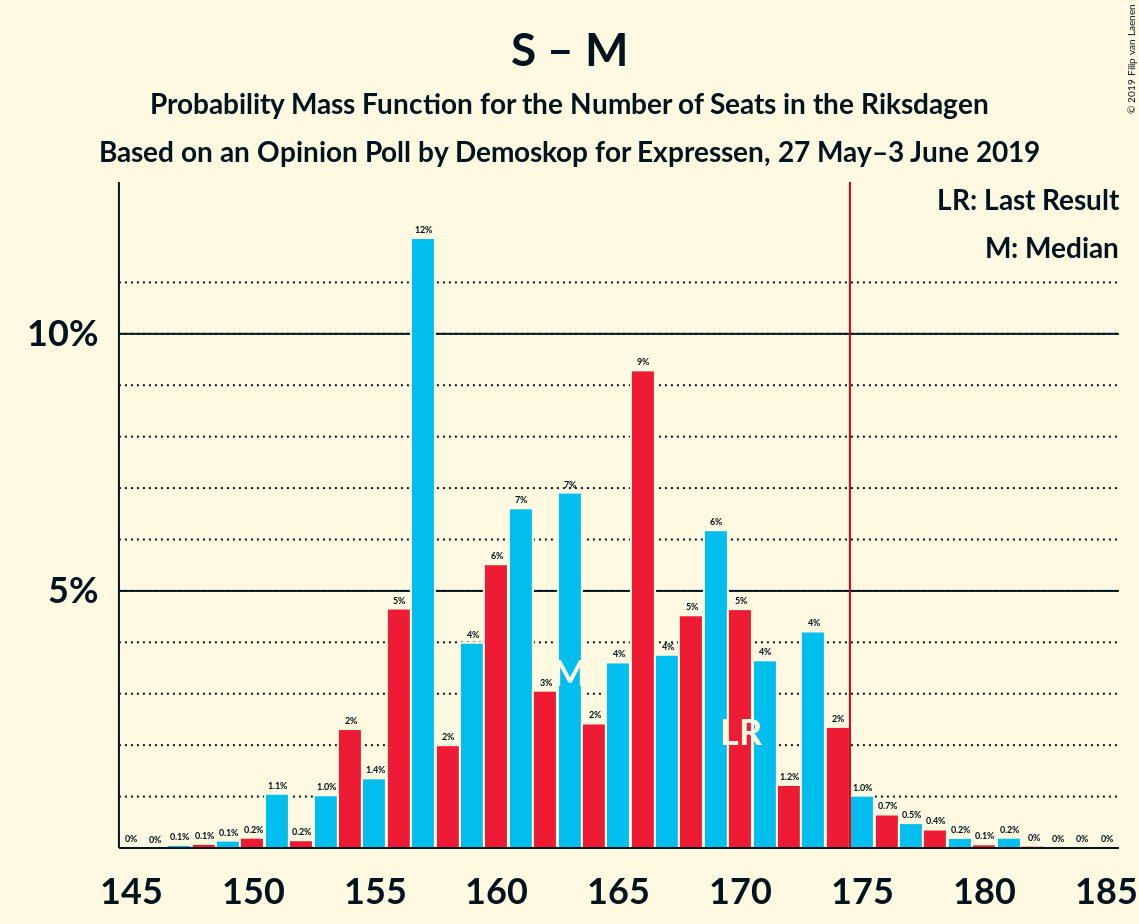 S – M
Probability Mass Function for the Number of Seats in the Riksdagen
Based on an Opinion Poll by Demoskop for Expressen, 27 May–3 June 2019
© 2019 Filip van Laenen
LR: Last Result
M: Median
10%
5%
0% 0% 0.1% 0.1% 0.1% 0.2% 1.1% 0.2% 1.0% 2% 1.4% 5% 12% 2% 4% 6% 7% 3% 7% 2% 4% 9% 4% 5% 6% 5% 4% 1.2% 4% 2% 1.0% 0.7% 0.5% 0.4% 0.2% 0.1% 0.2% 0% 0% 0% 0%
M
LR
145 150 155 160 165 170 175 180 185